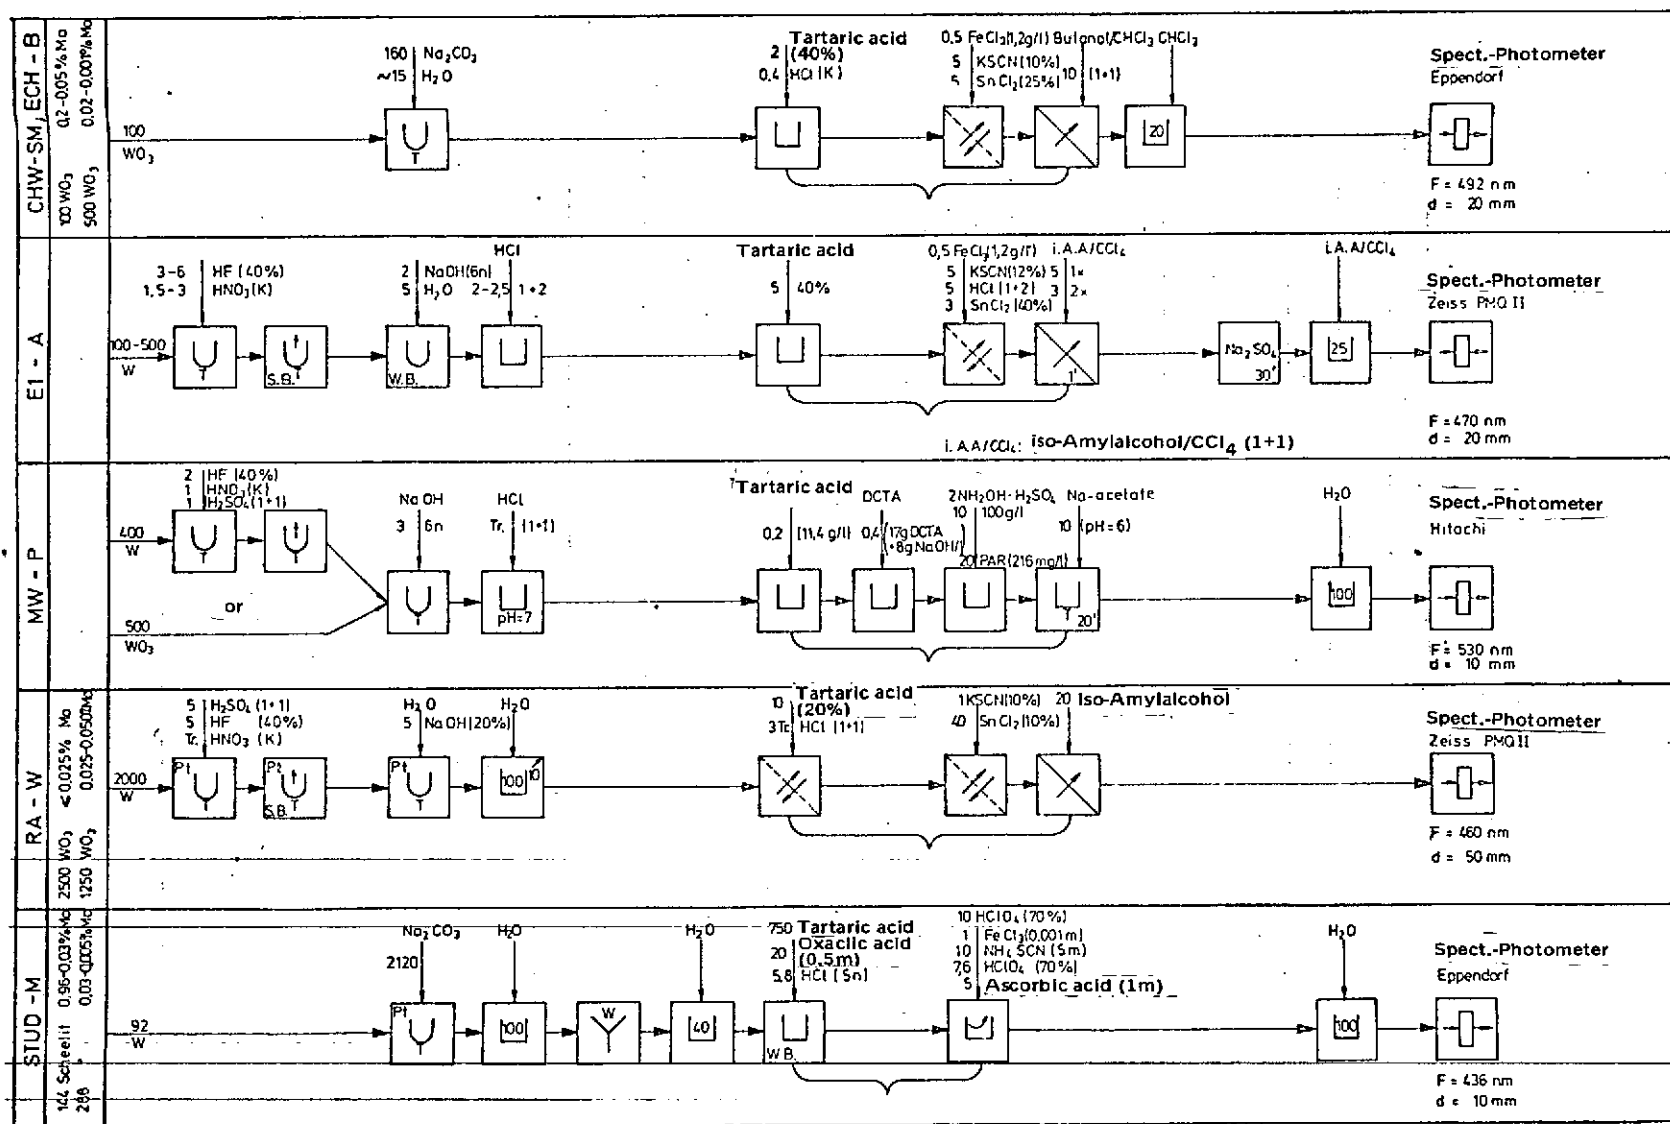 CHW-SM, ECH - B
0,2-0,05% Mo
0,02-0,001% Mo
100 WO₃
500 WO₃
100
WO₃
160 Na₂CO₃
~15 H₂O
T
Tartaric acid
2 (40%)
0,4 HCl (K)
0,5 FeCl₃(1,2g/l)
5 KSCN(10%)
5 SnCl₂(25%)
Butanol/CHCl₃
10 (1+1)
CHCl₃
20
Spect.-Photometer
Eppendorf
F = 492 nm
d = 20 mm
E1 - A
100-500
W
3-6 HF (40%)
1,5-3 HNO₃(K)
T
S.B.
2 NaOH(6n)
5 H₂O
W.B.
HCl
2-2,5 1+2
Tartaric acid
5 40%
0,5 FeCl₃(1,2g/l)
5 KSCN(12%)
5 HCl (1+2)
3 SnCl₂ (40%)
i.A.A/CCl₄
5 1x
3 2x
1'
Na₂SO₄
30'
i.A.A/CCl₄
25
Spect.-Photometer
Zeiss PMQ II
F = 470 nm
d = 20 mm
i.A.A/CCl₄: iso-Amylalcohol/CCl₄ (1+1)
MW - P
2 HF (40%)
1 HNO₃(K)
1 H₂SO₄(1+1)
400
W
T
or
500
WO₃
NaOH
3 6n
T
HCl
Tr. (1+1)
pH=7
Tartaric acid
0,2 (11,4 g/l)
DCTA
0,4 (17g DCTA
+8g NaOH/l)
2NH₂OH·H₂SO₄
10 100g/l
20 PAR(216mg/l)
Na-acetate
10 (pH=6)
T
20'
H₂O
100
Spect.-Photometer
Hitachi
F = 530 nm
d = 10 mm
RA - W
≤0,025% Mo
0,025-0,050% Mo
2500 WO₃
1250 WO₃
2000
W
5 H₂SO₄ (1+1)
5 HF (40%)
Tr. HNO₃ (K)
Pt
T
Pt
S.B.
T
H₂O
5 NaOH(20%)
Pt
T
H₂O
100
10
Tartaric acid
10 (20%)
3Tr. HCl (1+1)
1 KSCN(10%)
40 SnCl₂(10%)
20 Iso-Amylalcohol
Spect.-Photometer
Zeiss PMQ II
F = 460 nm
d = 50 mm
STUD - M
0,96-0,03% Mo
0,03-0,005% Mo
144 Scheelit
288
92
W
Na₂CO₃
2120
Pt
T
H₂O
100
W
H₂O
40
750 Tartaric acid
20 Oxaclic acid
(0,5m)
5,8 HCl (5n)
W.B.
10 HClO₄ (70%)
1 FeCl₃(0,001m)
10 NH₄SCN (5m)
7,6 HClO₄ (70%)
5 Ascorbic acid (1m)
H₂O
100
Spect.-Photometer
Eppendorf
F = 436 nm
d = 10 mm